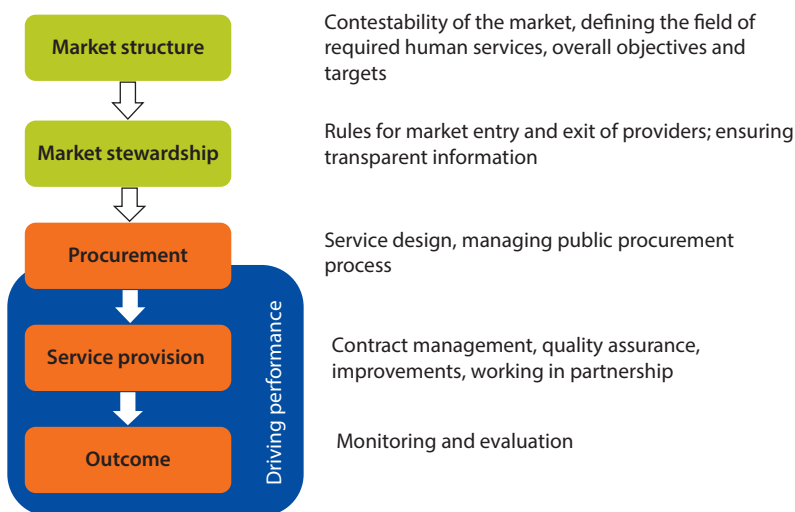 Market structure
Contestability of the market, defining the field of
required human services, overall objectives and
targets
Market stewardship
Rules for market entry and exit of providers; ensuring
transparent information
Procurement
Service design, managing public procurement
process
Service provision
Contract management, quality assurance,
improvements, working in partnership
Outcome
Monitoring and evaluation
Driving performance